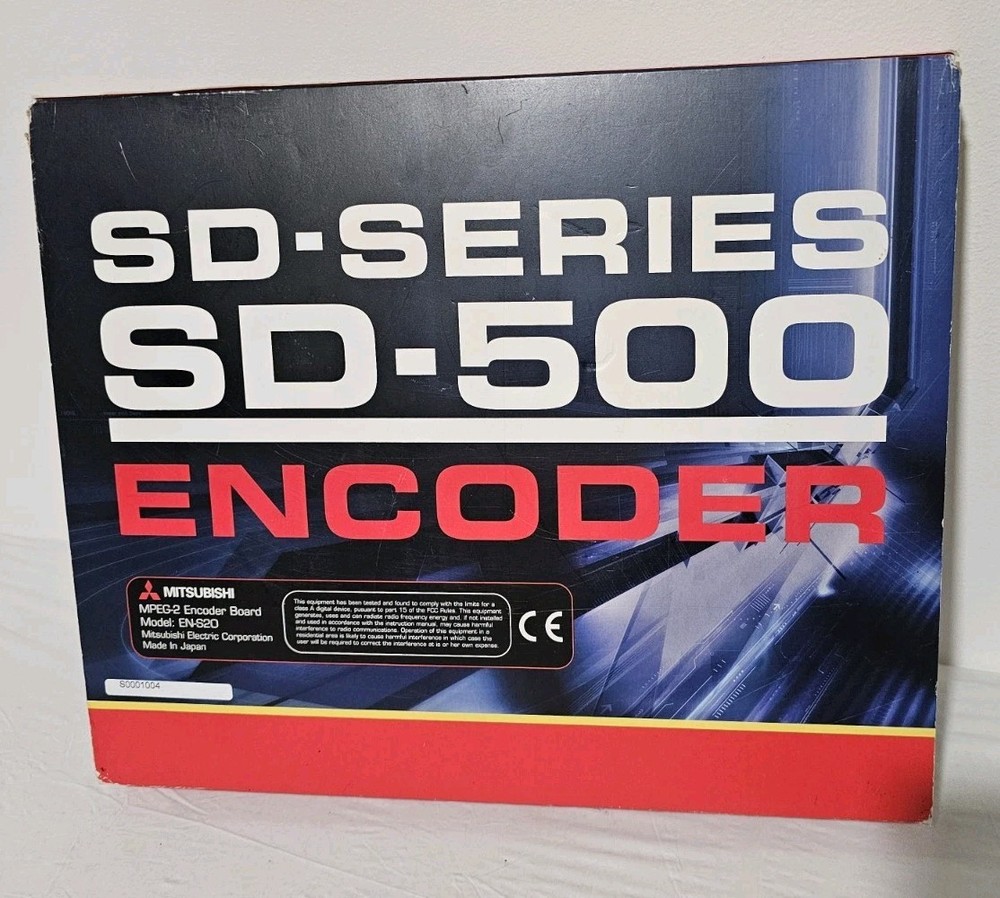 SD-SERIES
SD-500
ENCODER
MITSUBISHI
MPEG-2 Encoder Board
Model: EN-S20
Mitsubishi Electric Corporation
Made In Japan
This equipment has been tested and found to comply with the limits for a
class A digital device, pusuant to part 15 of the FCC Rules. This equipment
generates, uses and can radiate radio frequency energy and, if not installed
and used in accordance with the instruction manual, may cause harmful
interference to radio communications. Operation of this equipment in a
residential area is likely to cause harmful interference in which case the
user will be required to correct the interference at is or her own expense.
CE
S0001004